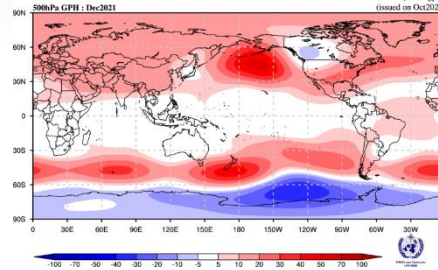 500hPa GPH : Dec2021
(issued on Oct202
90N
60N
30N
0
30S
60S
90S
0 30E 60E 90E 120E 150E 180 150W 120W 90W 60W 30W
-100 -70 -50 -40 -30 -20 -10 -5 5 10 20 30 40 50 70 100